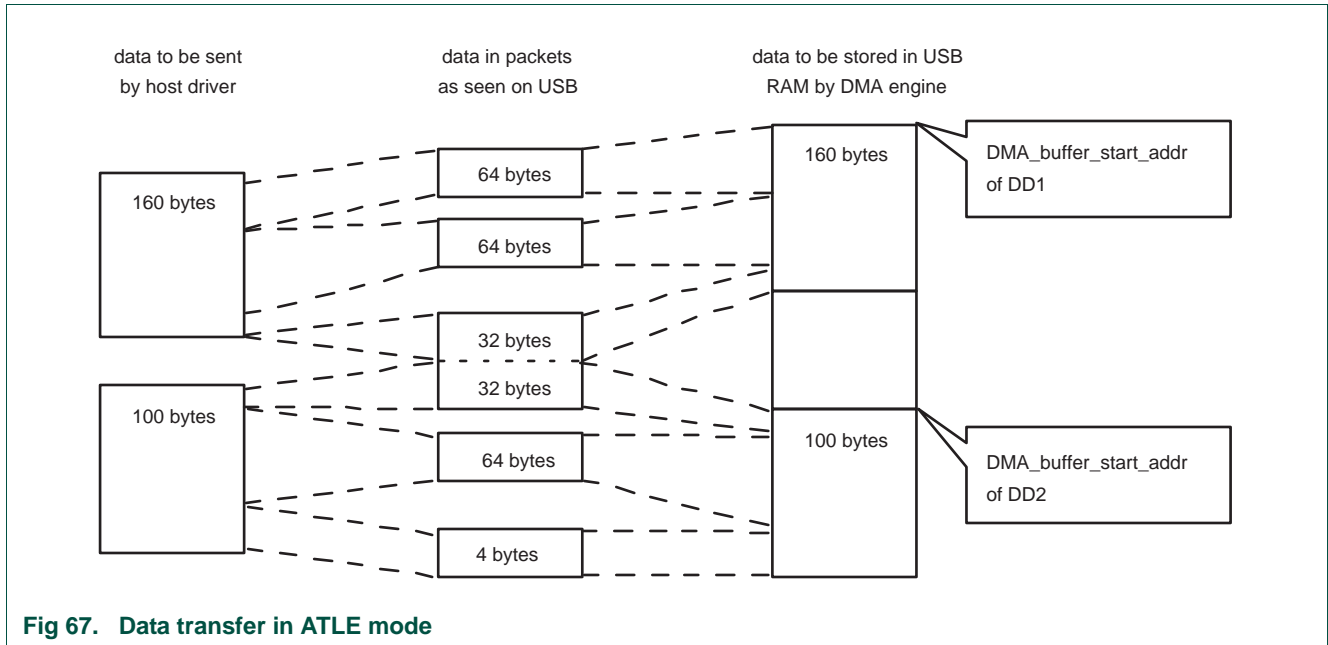 data to be sent
by host driver
data in packets
as seen on USB
data to be stored in USB
RAM by DMA engine
160 bytes
100 bytes
64 bytes
64 bytes
32 bytes
32 bytes
64 bytes
4 bytes
160 bytes
100 bytes
DMA_buffer_start_addr
of DD1
DMA_buffer_start_addr
of DD2
Fig 67. Data transfer in ATLE mode